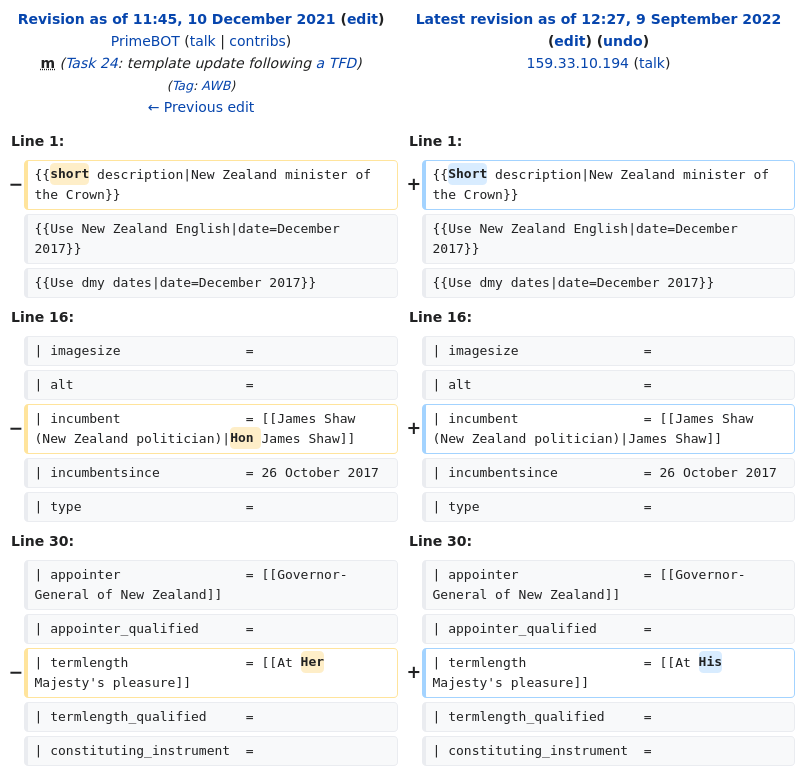 Revision as of 11:45, 10 December 2021 (edit)
PrimeBOT (talk | contribs)
m (Task 24: template update following a TFD)
(Tag: AWB)
← Previous edit
Latest revision as of 12:27, 9 September 2022
(edit) (undo)
159.33.10.194 (talk)
Line 1:
Line 1:
− {{short description|New Zealand minister of
the Crown}}
+ {{Short description|New Zealand minister of
the Crown}}
{{Use New Zealand English|date=December
2017}}
{{Use New Zealand English|date=December
2017}}
{{Use dmy dates|date=December 2017}}
{{Use dmy dates|date=December 2017}}
Line 16:
Line 16:
| imagesize                =
| imagesize                =
| alt                      =
| alt                      =
− | incumbent                = [[James Shaw
(New Zealand politician)|Hon James Shaw]]
+ | incumbent                = [[James Shaw
(New Zealand politician)|James Shaw]]
| incumbentsince           = 26 October 2017
| incumbentsince           = 26 October 2017
| type                     =
| type                     =
Line 30:
Line 30:
| appointer                = [[Governor-
General of New Zealand]]
| appointer                = [[Governor-
General of New Zealand]]
| appointer_qualified      =
| appointer_qualified      =
− | termlength               = [[At Her
Majesty's pleasure]]
+ | termlength               = [[At His
Majesty's pleasure]]
| termlength_qualified     =
| termlength_qualified     =
| constituting_instrument  =
| constituting_instrument  =